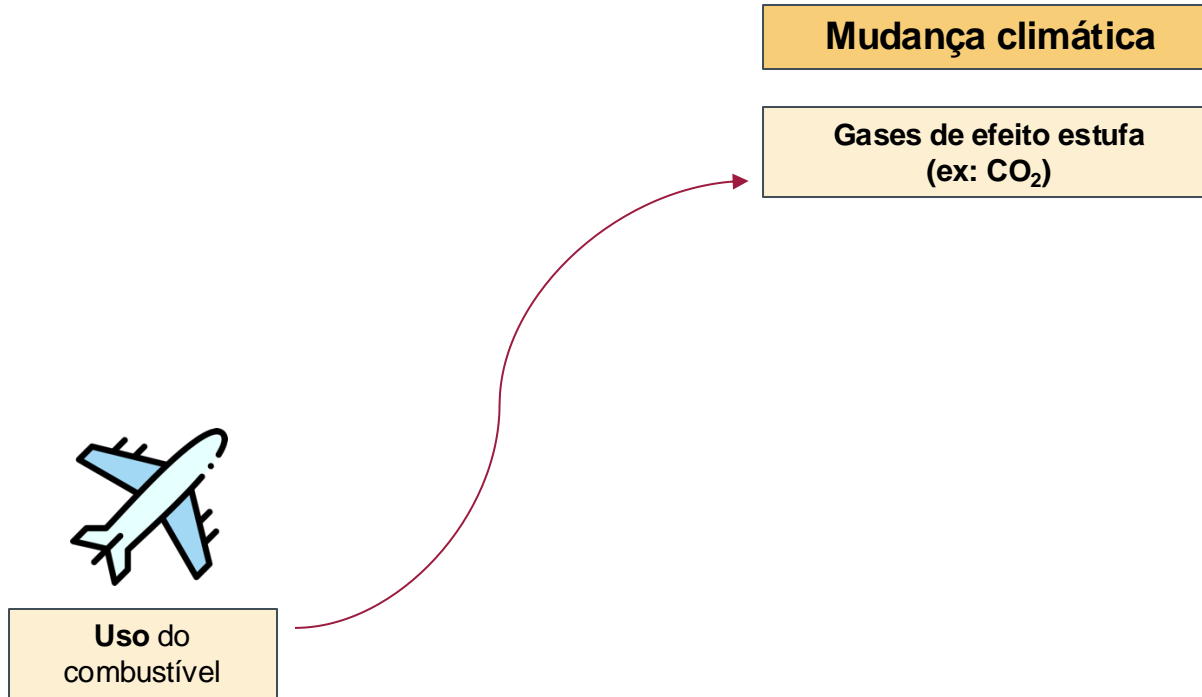 Mudança climática
Gases de efeito estufa
(ex: CO₂)
Uso do
combustível